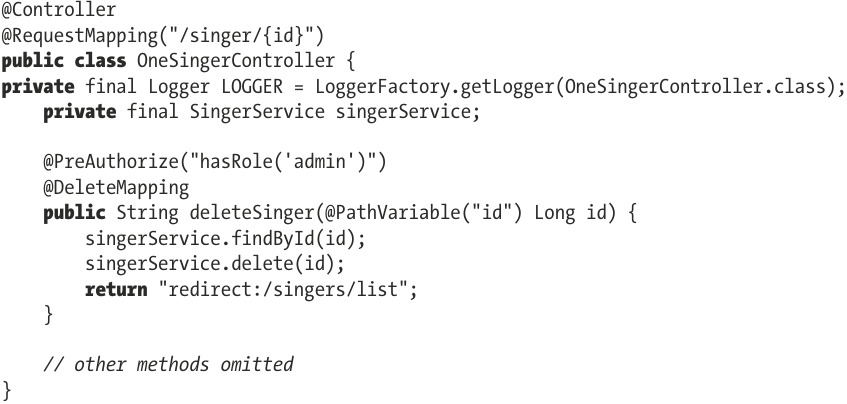 @Controller
@RequestMapping("/singer/{id}")
public class OneSingerController {
private final Logger LOGGER = LoggerFactory.getLogger(OneSingerController.class);
    private final SingerService singerService;

    @PreAuthorize("hasRole('admin')")
    @DeleteMapping
    public String deleteSinger(@PathVariable("id") Long id) {
        singerService.findById(id);
        singerService.delete(id);
        return "redirect:/singers/list";
    }

    // other methods omitted
}